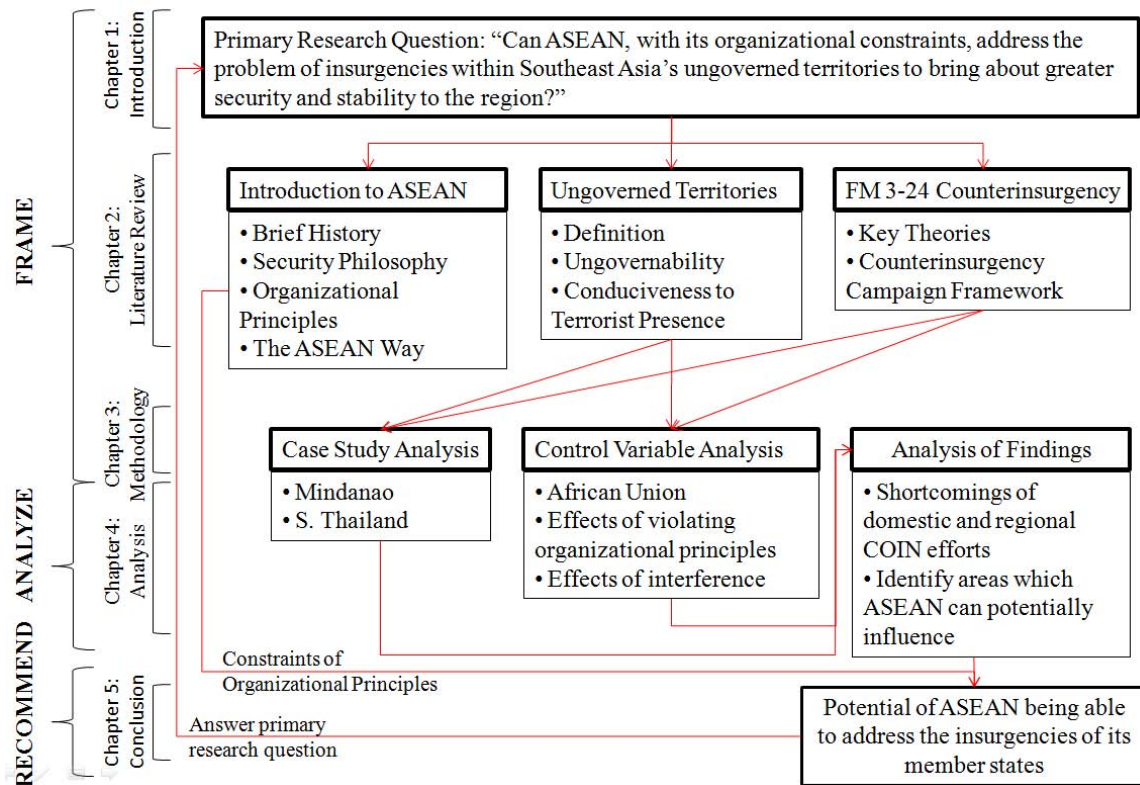 Chapter 1:
Introduction
Primary Research Question: “Can ASEAN, with its organizational constraints, address the
problem of insurgencies within Southeast Asia’s ungoverned territories to bring about greater
security and stability to the region?”
FRAME
Chapter 2:
Literature Review
Introduction to ASEAN
• Brief History
• Security Philosophy
• Organizational
Principles
• The ASEAN Way
Ungoverned Territories
• Definition
• Ungovernability
• Conduciveness to
Terrorist Presence
FM 3-24 Counterinsurgency
• Key Theories
• Counterinsurgency
Campaign Framework
Chapter 3:
Methodology
Case Study Analysis
• Mindanao
• S. Thailand
Control Variable Analysis
• African Union
• Effects of violating
organizational principles
• Effects of interference
Analysis of Findings
• Shortcomings of
domestic and regional
COIN efforts
• Identify areas which
ASEAN can potentially
influence
ANALYZE
Chapter 4:
Analysis
Constraints of
Organizational Principles
RECOMMEND
Chapter 5:
Conclusion
Answer primary
research question
Potential of ASEAN being able
to address the insurgencies of its
member states